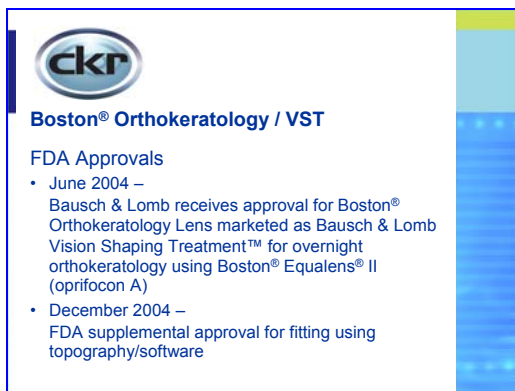 ckr
Boston® Orthokeratology / VST
FDA Approvals
• June 2004 –
Bausch & Lomb receives approval for Boston®
Orthokeratology Lens marketed as Bausch & Lomb
Vision Shaping Treatment™ for overnight
orthokeratology using Boston® Equalens® II
(oprifocon A)
• December 2004 –
FDA supplemental approval for fitting using
topography/software